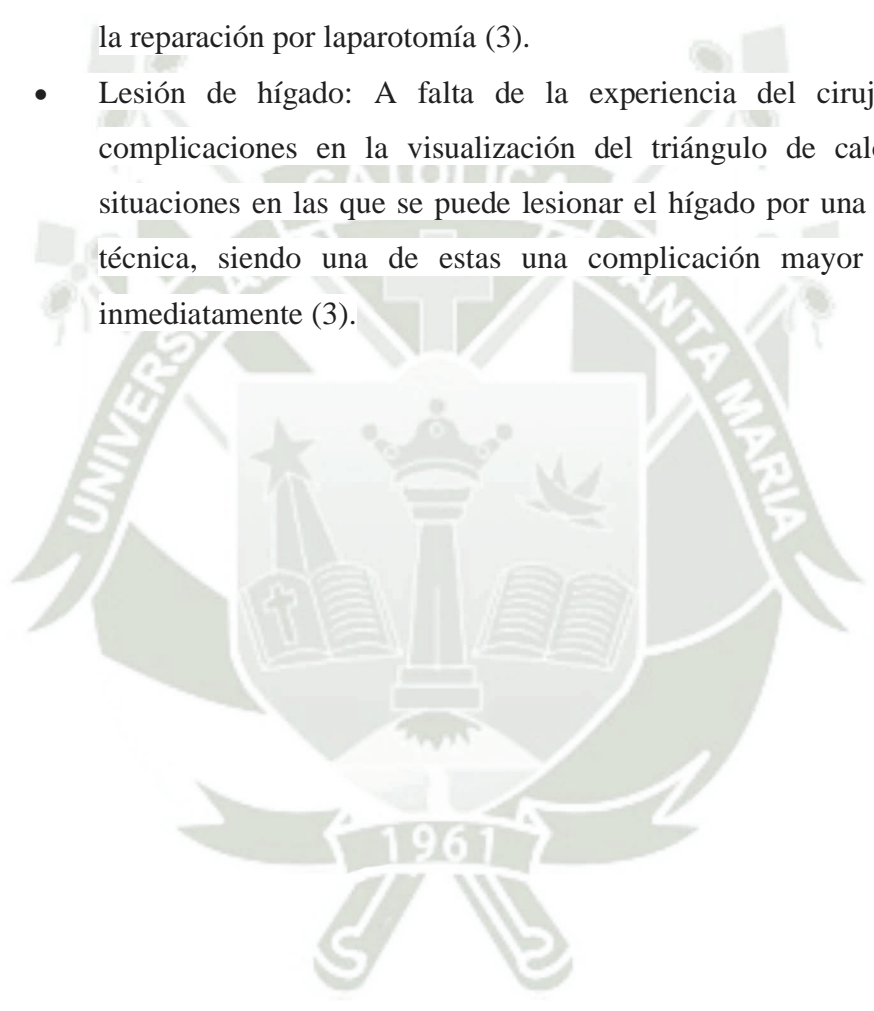 la reparación por laparotomía (3).
• Lesión de hígado: A falta de la experiencia del
complicaciones en la visualización del triángulo de
situaciones en las que se puede lesionar el hígado por una
técnica, siendo una de estas una complicación mayor
inmediatamente (3).
CATOLICA
UNIVERSIDAD
SANTA MARIA
1961